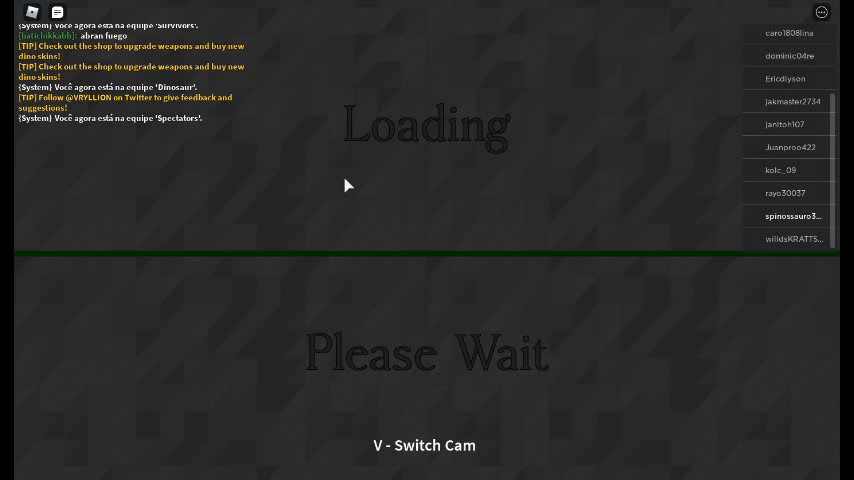 {System} Você agora está na equipe 'Survivors'.
[batichikkabb]: abran fuego
[TIP] Check out the shop to upgrade weapons and buy new
dino skins!
[TIP] Check out the shop to upgrade weapons and buy new
dino skins!
{System} Você agora está na equipe 'Dinosaur'.
[TIP] Follow @VRYLLION on Twitter to give feedback and
suggestions!
{System} Você agora está na equipe 'Spectators'.
caro1808lina
dominic04re
Ericdlyson
jakmaster2734
janitoh107
Juanproo422
kolc_09
rayo30037
spinossauro3...
willdsKRATTS...
Loading
Please Wait
V - Switch Cam